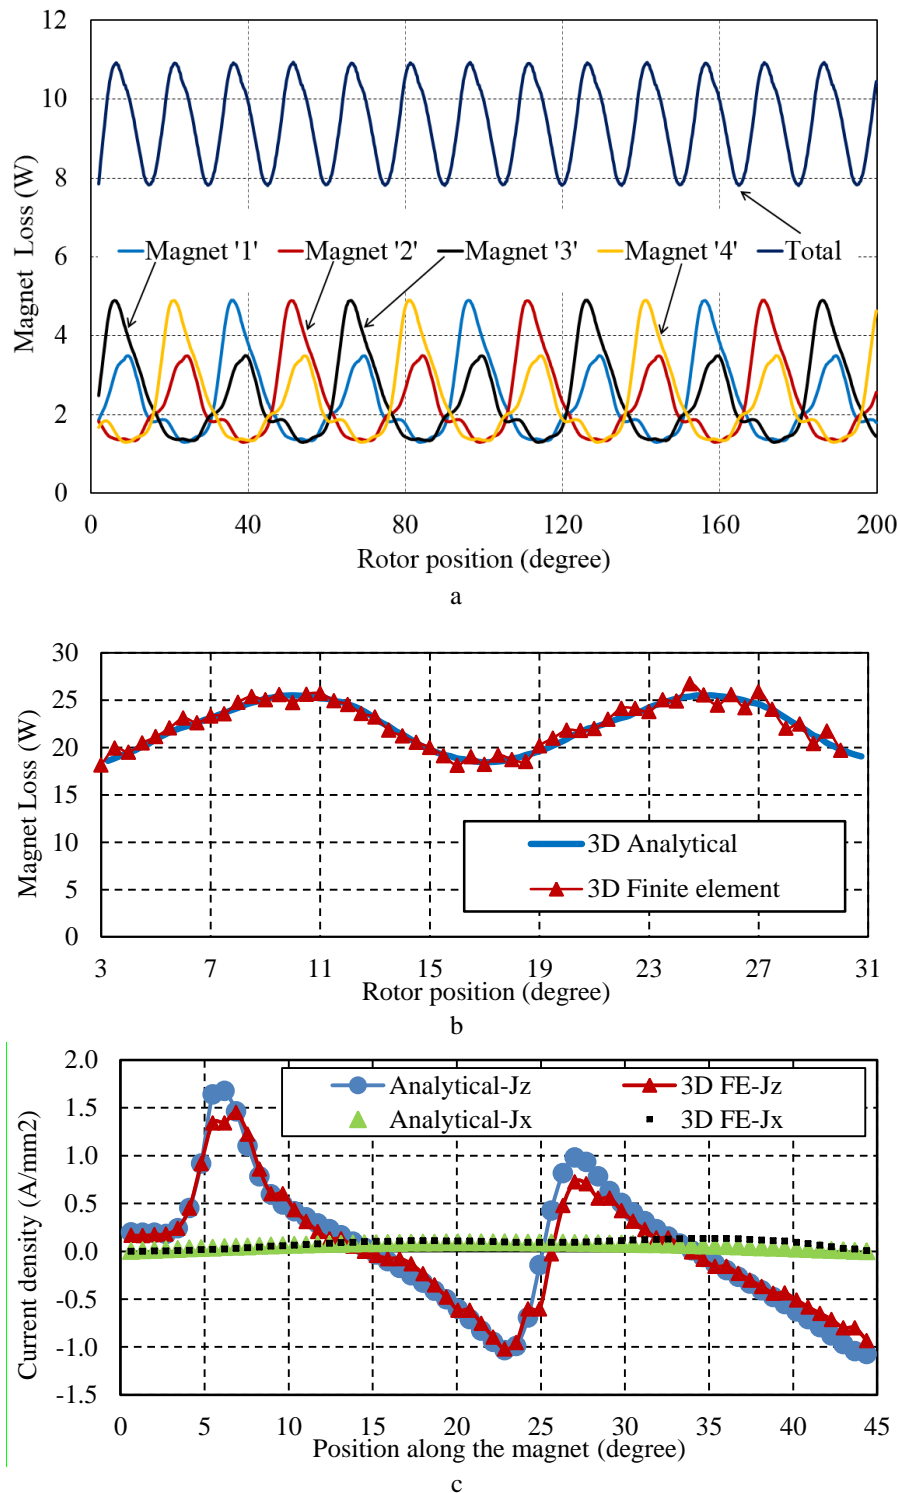 12
10
8
6
4
2
0
Magnet Loss (W)
Magnet '1' Magnet '2' Magnet '3' Magnet '4' Total
0 40 80 120 160 200
Rotor position (degree)
a
30
25
20
15
10
5
0
Magnet Loss (W)
3D Analytical
3D Finite element
3 7 11 15 19 23 27 31
Rotor position (degree)
b
2.0
1.5
1.0
0.5
0.0
-0.5
-1.0
-1.5
Current density (A/mm2)
Analytical-Jz 3D FE-Jz
Analytical-Jx 3D FE-Jx
0 5 10 15 20 25 30 35 40 45
Position along the magnet (degree)
c